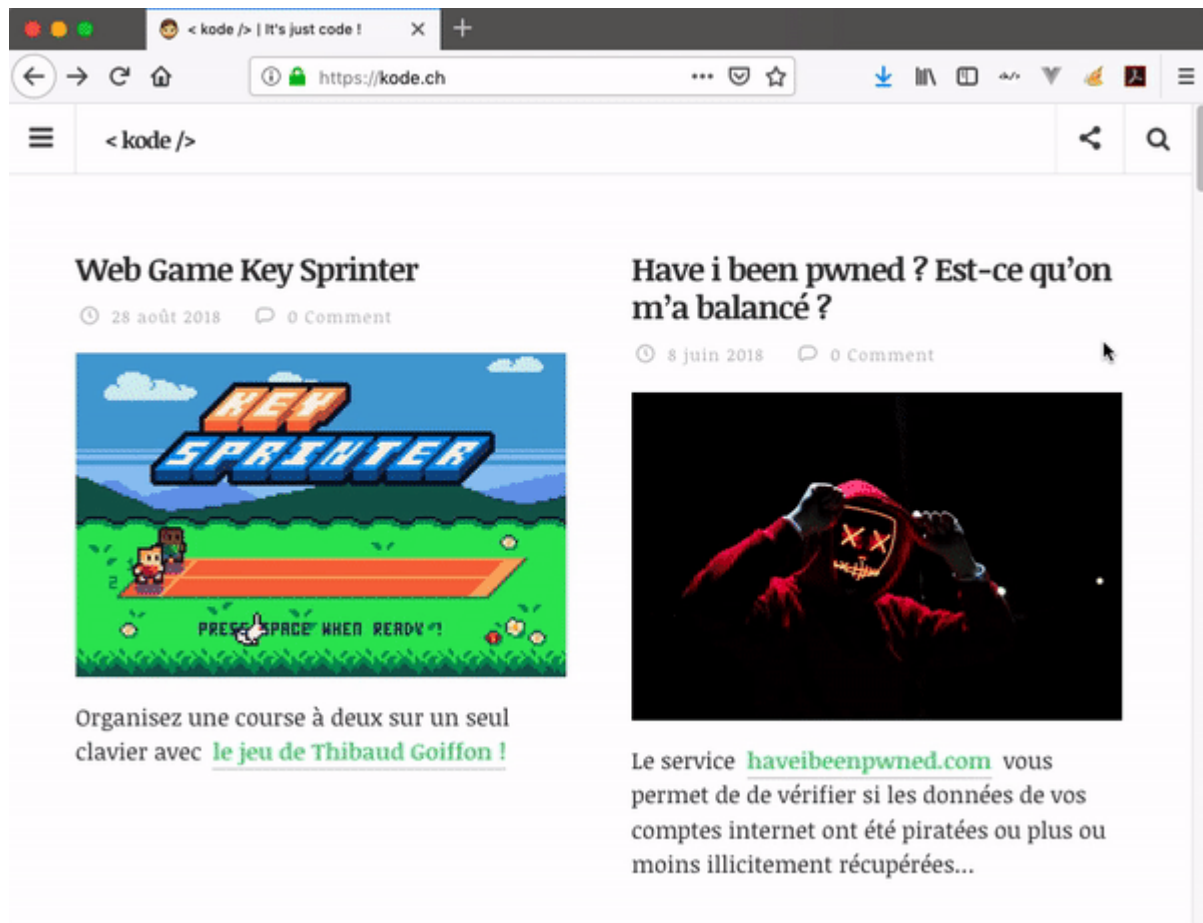 < kode /> | It's just code !
https://kode.ch
< kode />
Web Game Key Sprinter
28 août 2018 0 Comment
KEY
SPRINTER
2
PRESS SPACE WHEN READY !
Organisez une course à deux sur un seul
clavier avec le jeu de Thibaud Goiffon !
Have i been pwned ? Est-ce qu’on
m’a balancé ?
8 juin 2018 0 Comment
Le service haveibeenpwned.com vous
permet de de vérifier si les données de vos
comptes internet ont été piratées ou plus ou
moins illicitement récupérées...